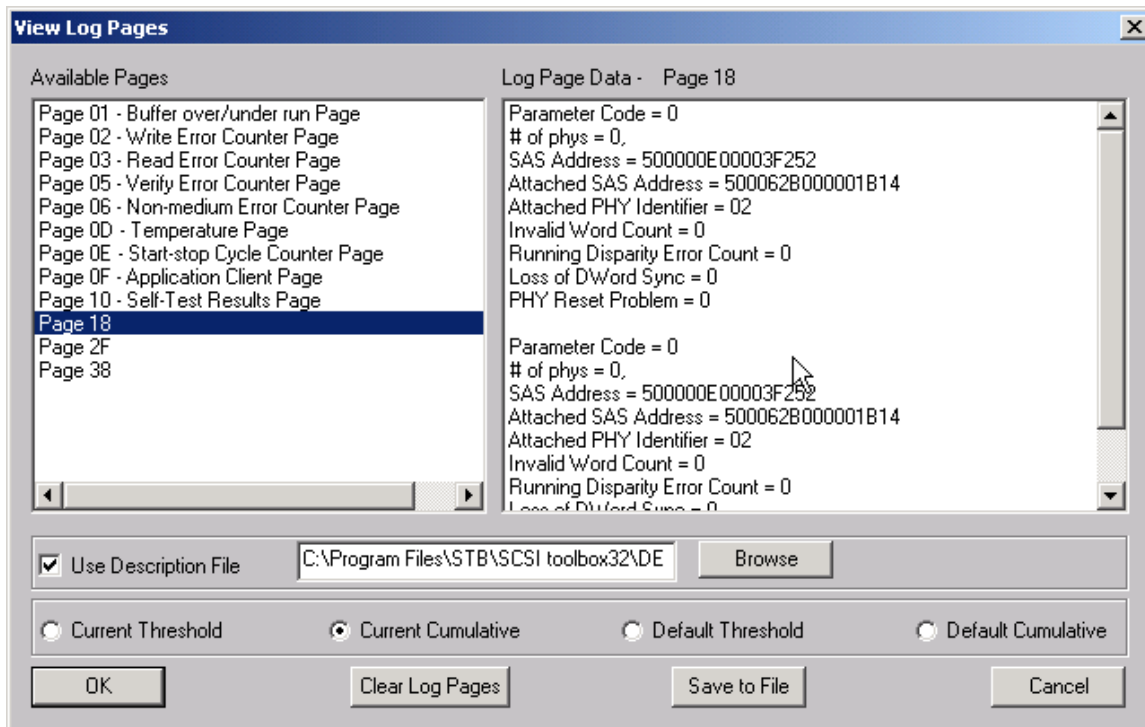 View Log Pages
Available Pages
Page 01 - Buffer over/under run Page
Page 02 - Write Error Counter Page
Page 03 - Read Error Counter Page
Page 05 - Verify Error Counter Page
Page 06 - Non-medium Error Counter Page
Page 0D - Temperature Page
Page 0E - Start-stop Cycle Counter Page
Page 0F - Application Client Page
Page 10 - Self-Test Results Page
Page 18
Page 2F
Page 38
Log Page Data - Page 18
Parameter Code = 0
# of phys = 0,
SAS Address = 500000E00003F252
Attached SAS Address = 500062B000001B14
Attached PHY Identifier = 02
Invalid Word Count = 0
Running Disparity Error Count = 0
Loss of DWord Sync = 0
PHY Reset Problem = 0
Parameter Code = 0
# of phys = 0,
SAS Address = 500000E00003F252
Attached SAS Address = 500062B000001B14
Attached PHY Identifier = 02
Invalid Word Count = 0
Running Disparity Error Count = 0
Loss of DWord Sync = 0
Use Description File
C:\Program Files\STB\SCSI toolbox32\DE
Browse
Current Threshold
Current Cumulative
Default Threshold
Default Cumulative
OK
Clear Log Pages
Save to File
Cancel